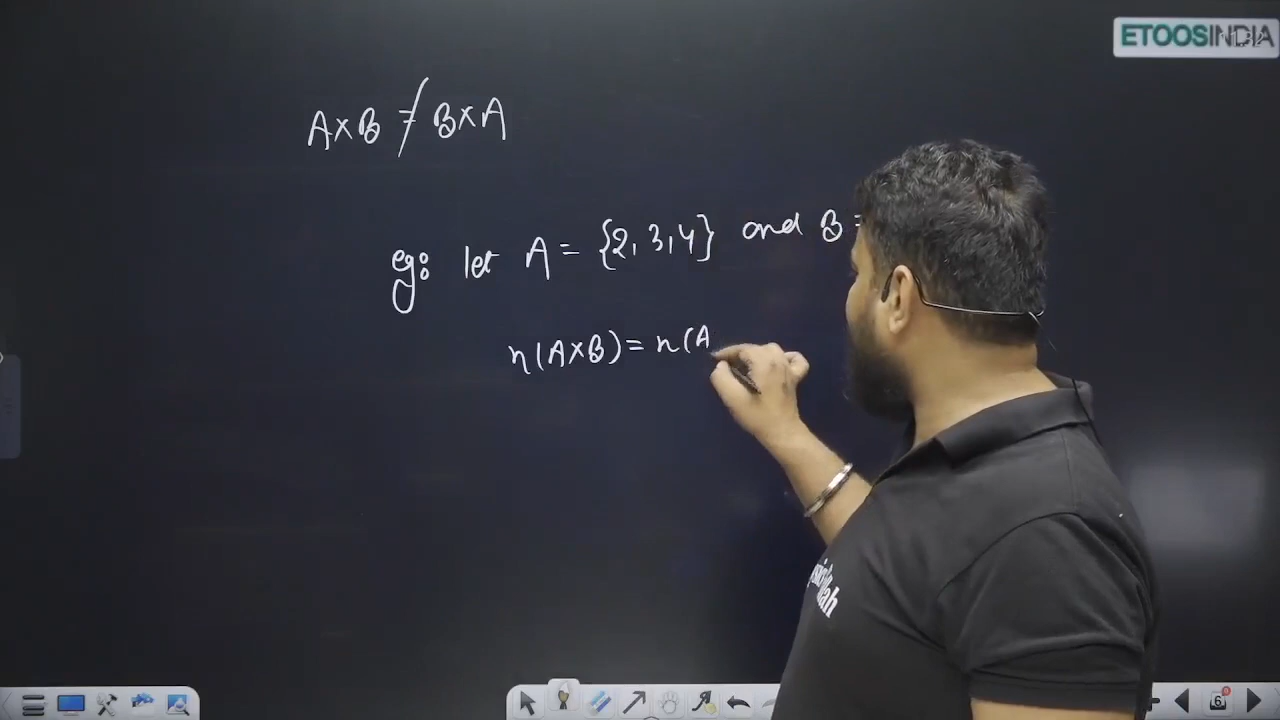 ETOOSINDIA
A×B ≠ B×A
eg: let A = {2, 3, 4} and B =
n(A×B) = n(A